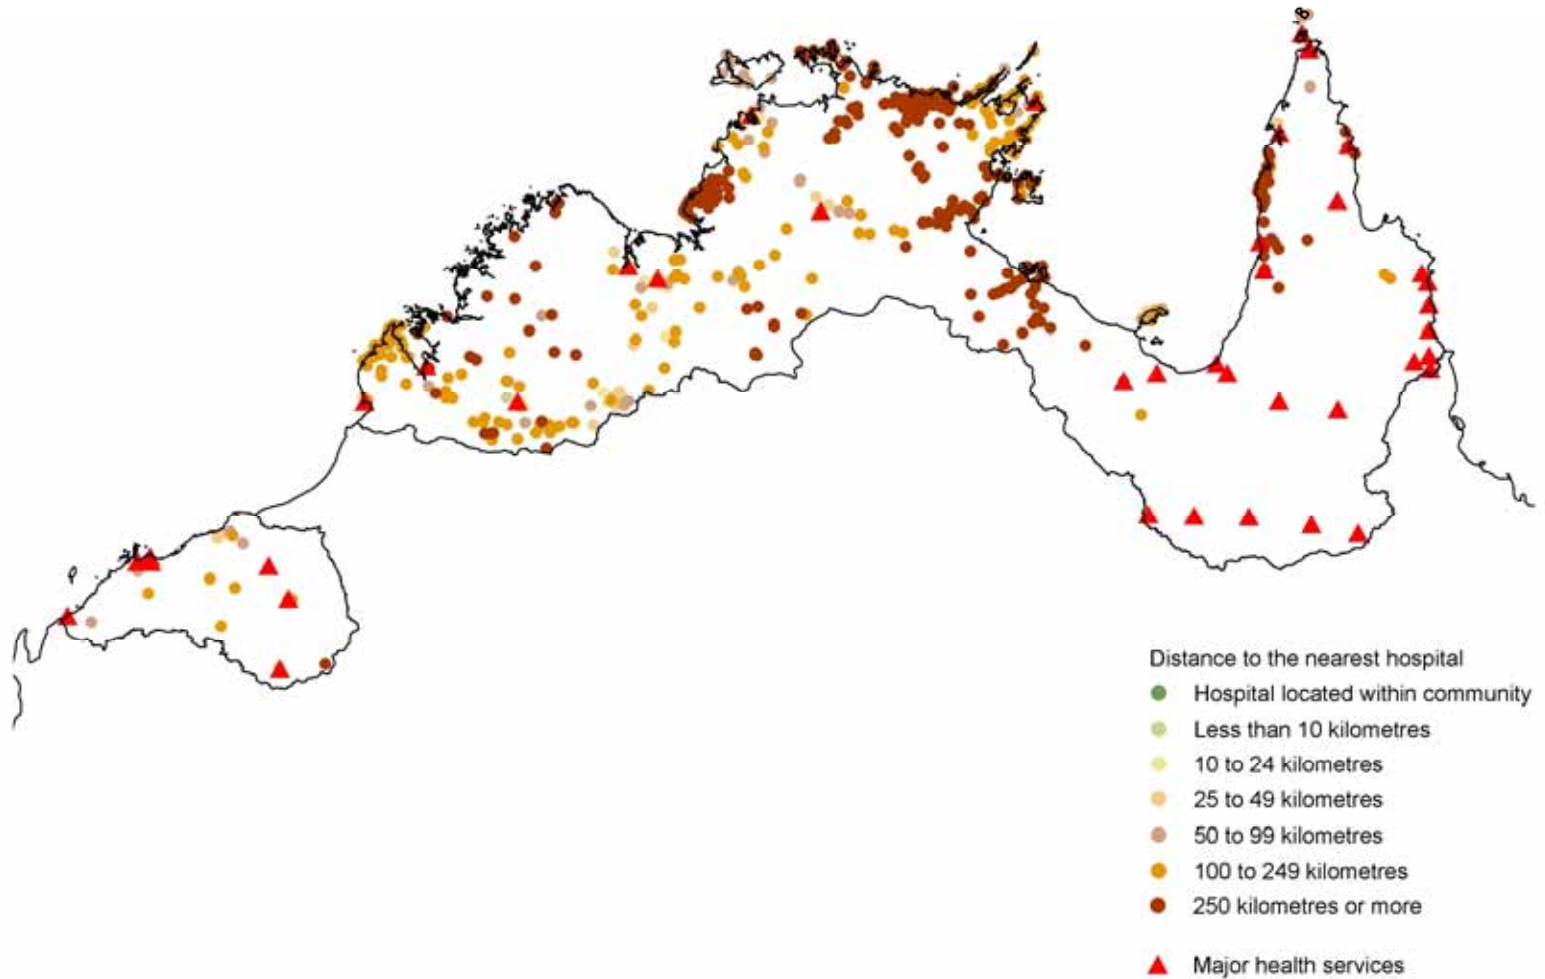 Distance to the nearest hospital
Hospital located within community
Less than 10 kilometres
10 to 24 kilometres
25 to 49 kilometres
50 to 99 kilometres
100 to 249 kilometres
250 kilometres or more
Major health services